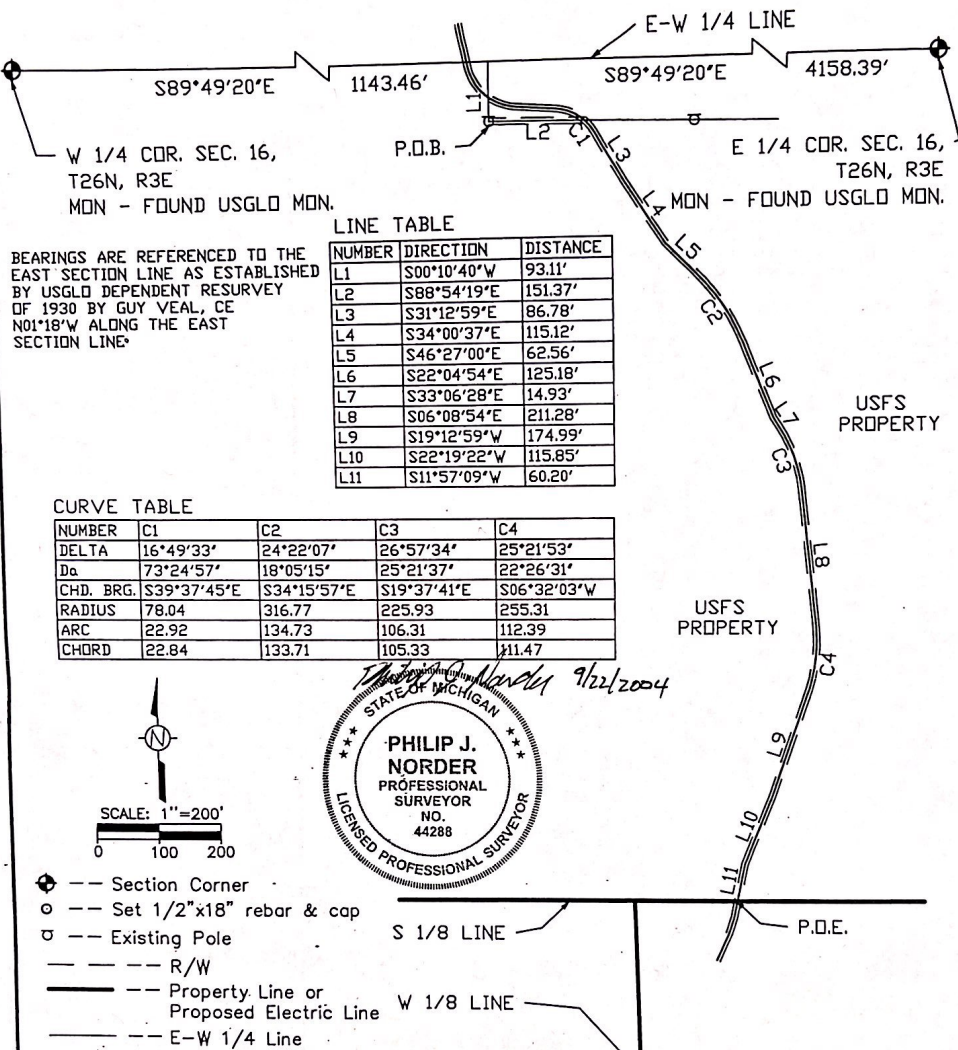 E-W 1/4 LINE
S89°49'20"E
1143.46'
S89°49'20"E
4158.39'
L1
L2
C1
L3
P.O.B.
W 1/4 COR. SEC. 16,
T26N, R3E
MON - FOUND USGLO MON.
E 1/4 COR. SEC. 16,
T26N, R3E
MON - FOUND USGLO MON.
L4
L5
C2
L6
L7
C3
L8
C4
L9
L10
L11
USFS
PROPERTY
USFS
PROPERTY
BEARINGS ARE REFERENCED TO THE
EAST SECTION LINE AS ESTABLISHED
BY USGLO DEPENDENT RESURVEY
OF 1930 BY GUY VEAL, CE
N01°18'W ALONG THE EAST
SECTION LINE
LINE TABLE
NUMBER DIRECTION DISTANCE
L1 S00°10'40"W 93.11'
L2 S88°54'19"E 151.37'
L3 S31°12'59"E 86.78'
L4 S34°00'37"E 115.12'
L5 S46°27'00"E 62.56'
L6 S22°04'54"E 125.18'
L7 S33°06'28"E 14.93'
L8 S06°08'54"E 211.28'
L9 S19°12'59"W 174.99'
L10 S22°19'22"W 115.85'
L11 S11°57'09"W 60.20'
CURVE TABLE
NUMBER C1 C2 C3 C4
DELTA 16°49'33" 24°22'07" 26°57'34" 25°21'53"
Da 73°24'57" 18°05'15" 25°21'37" 22°26'31"
CHD. BRG. S39°37'45"E S34°15'57"E S19°37'41"E S06°32'03"W
RADIUS 78.04 316.77 225.93 255.31
ARC 22.92 134.73 106.31 112.39
CHORD 22.84 133.71 105.33 111.47
Philip J. Norder 9/22/2004
STATE OF MICHIGAN
PHILIP J.
NORDER
PROFESSIONAL
SURVEYOR
NO.
44288
LICENSED PROFESSIONAL SURVEYOR
N
SCALE: 1"=200'
0 100 200
-- Section Corner
-- Set 1/2"x18" rebar & cap
-- Existing Pole
-- R/W
-- Property Line or
Proposed Electric Line
-- E-W 1/4 Line
S 1/8 LINE
P.O.E.
W 1/8 LINE